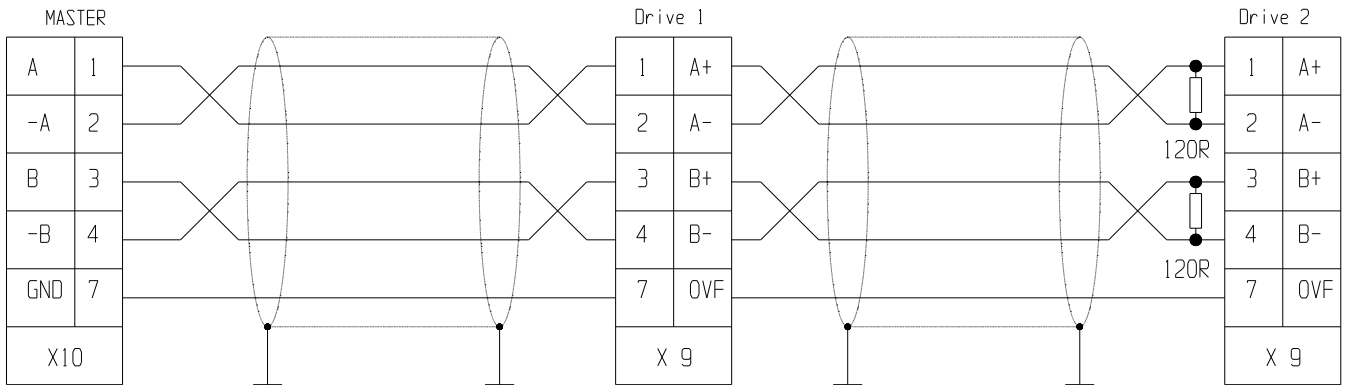 MASTER Drive 1 Drive 2
A 1 1 A+ 1 A+
-A 2 2 A- 2 A-
120R
B 3 3 B+ 3 B+
-B 4 4 B- 4 B-
120R
GND 7 7 0VF 7 0VF
X10 X 9 X 9